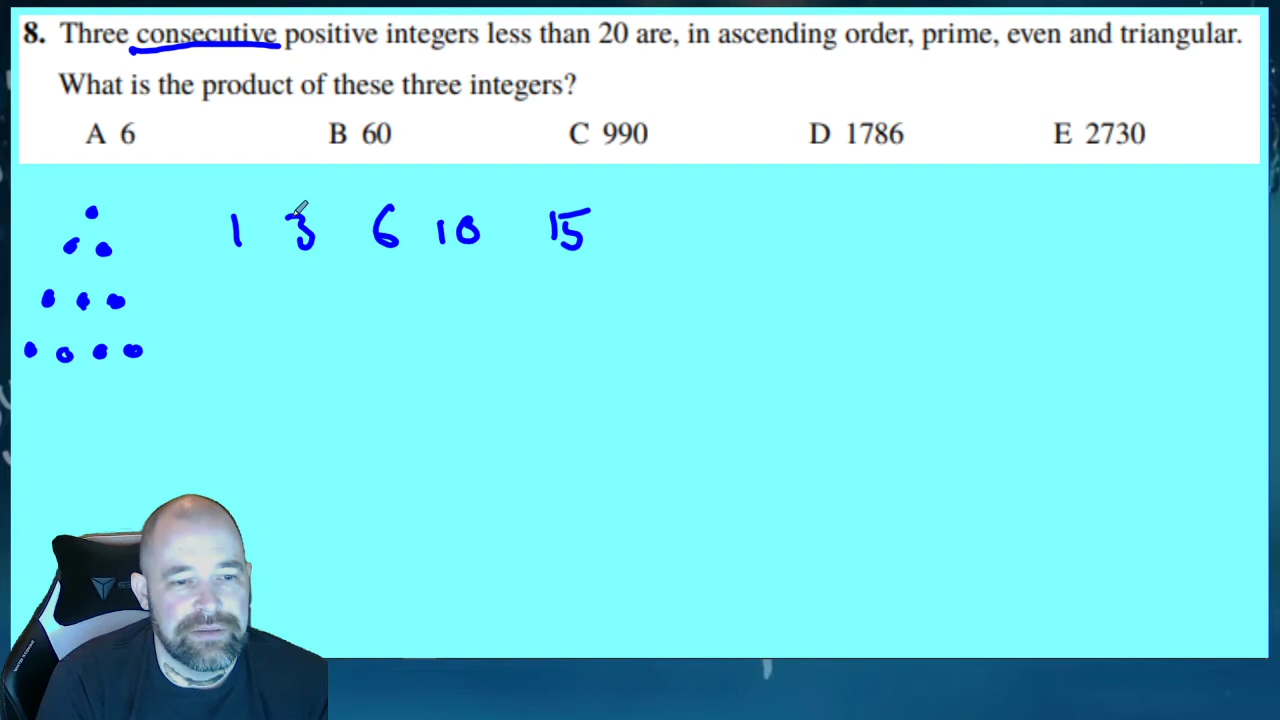 8. Three consecutive positive integers less than 20 are, in ascending order, prime, even and triangular.
What is the product of these three integers?
A 6 B 60 C 990 D 1786 E 2730
1 3 6 10 15